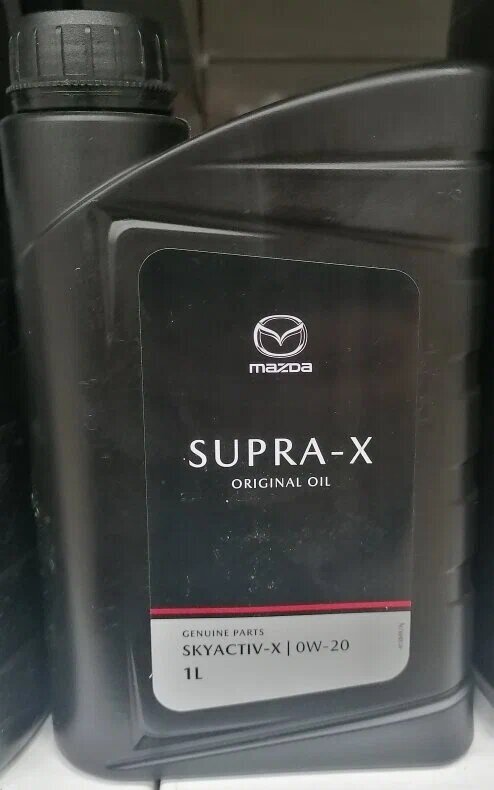 mazda
SUPRA-X
ORIGINAL OIL
GENUINE PARTS
SKYACTIV-X | 0W-20
1L